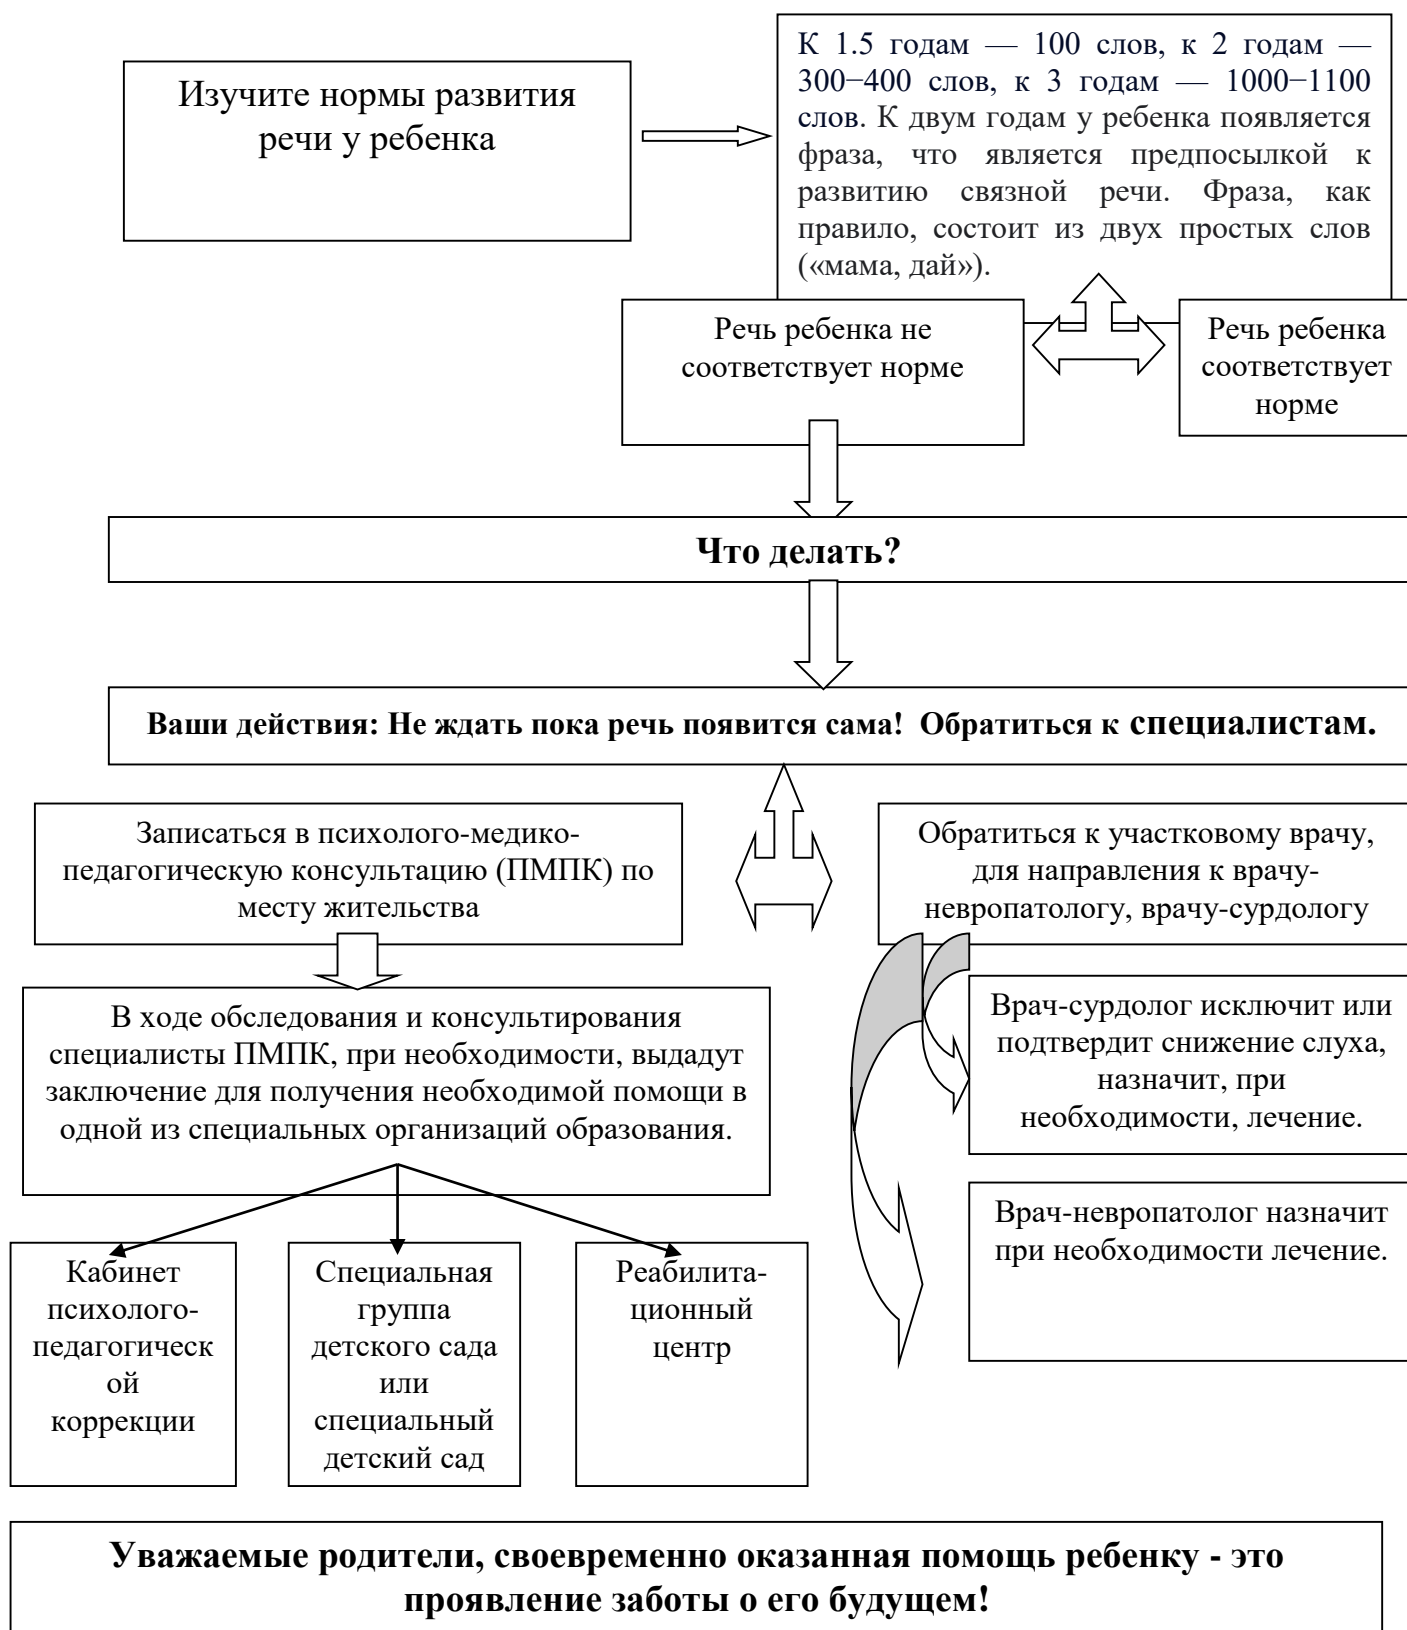 Изучите нормы развития
речи у ребенка
К 1.5 годам — 100 слов, к 2 годам —
300−400 слов, к 3 годам — 1000−1100
слов. К двум годам у ребенка появляется
фраза, что является предпосылкой к
развитию связной речи. Фраза, как
правило, состоит из двух простых слов
(«мама, дай»).
Речь ребенка не
соответствует норме
Речь ребенка
соответствует
норме
Что делать?
Ваши действия: Не ждать пока речь появится сама! Обратиться к специалистам.
Записаться в психолого-медико-
педагогическую консультацию (ПМПК) по
месту жительства
Обратиться к участковому врачу,
для направления к врачу-
невропатологу, врачу-сурдологу
В ходе обследования и консультирования
специалисты ПМПК, при необходимости, выдадут
заключение для получения необходимой помощи в
одной из специальных организаций образования.
Врач-сурдолог исключит или
подтвердит снижение слуха,
назначит, при
необходимости, лечение.
Врач-невропатолог назначит
при необходимости лечение.
Кабинет
психолого-
педагогическ
ой
коррекции
Специальная
группа
детского сада
или
специальный
детский сад
Реабилита-
ционный
центр
Уважаемые родители, своевременно оказанная помощь ребенку - это
проявление заботы о его будущем!